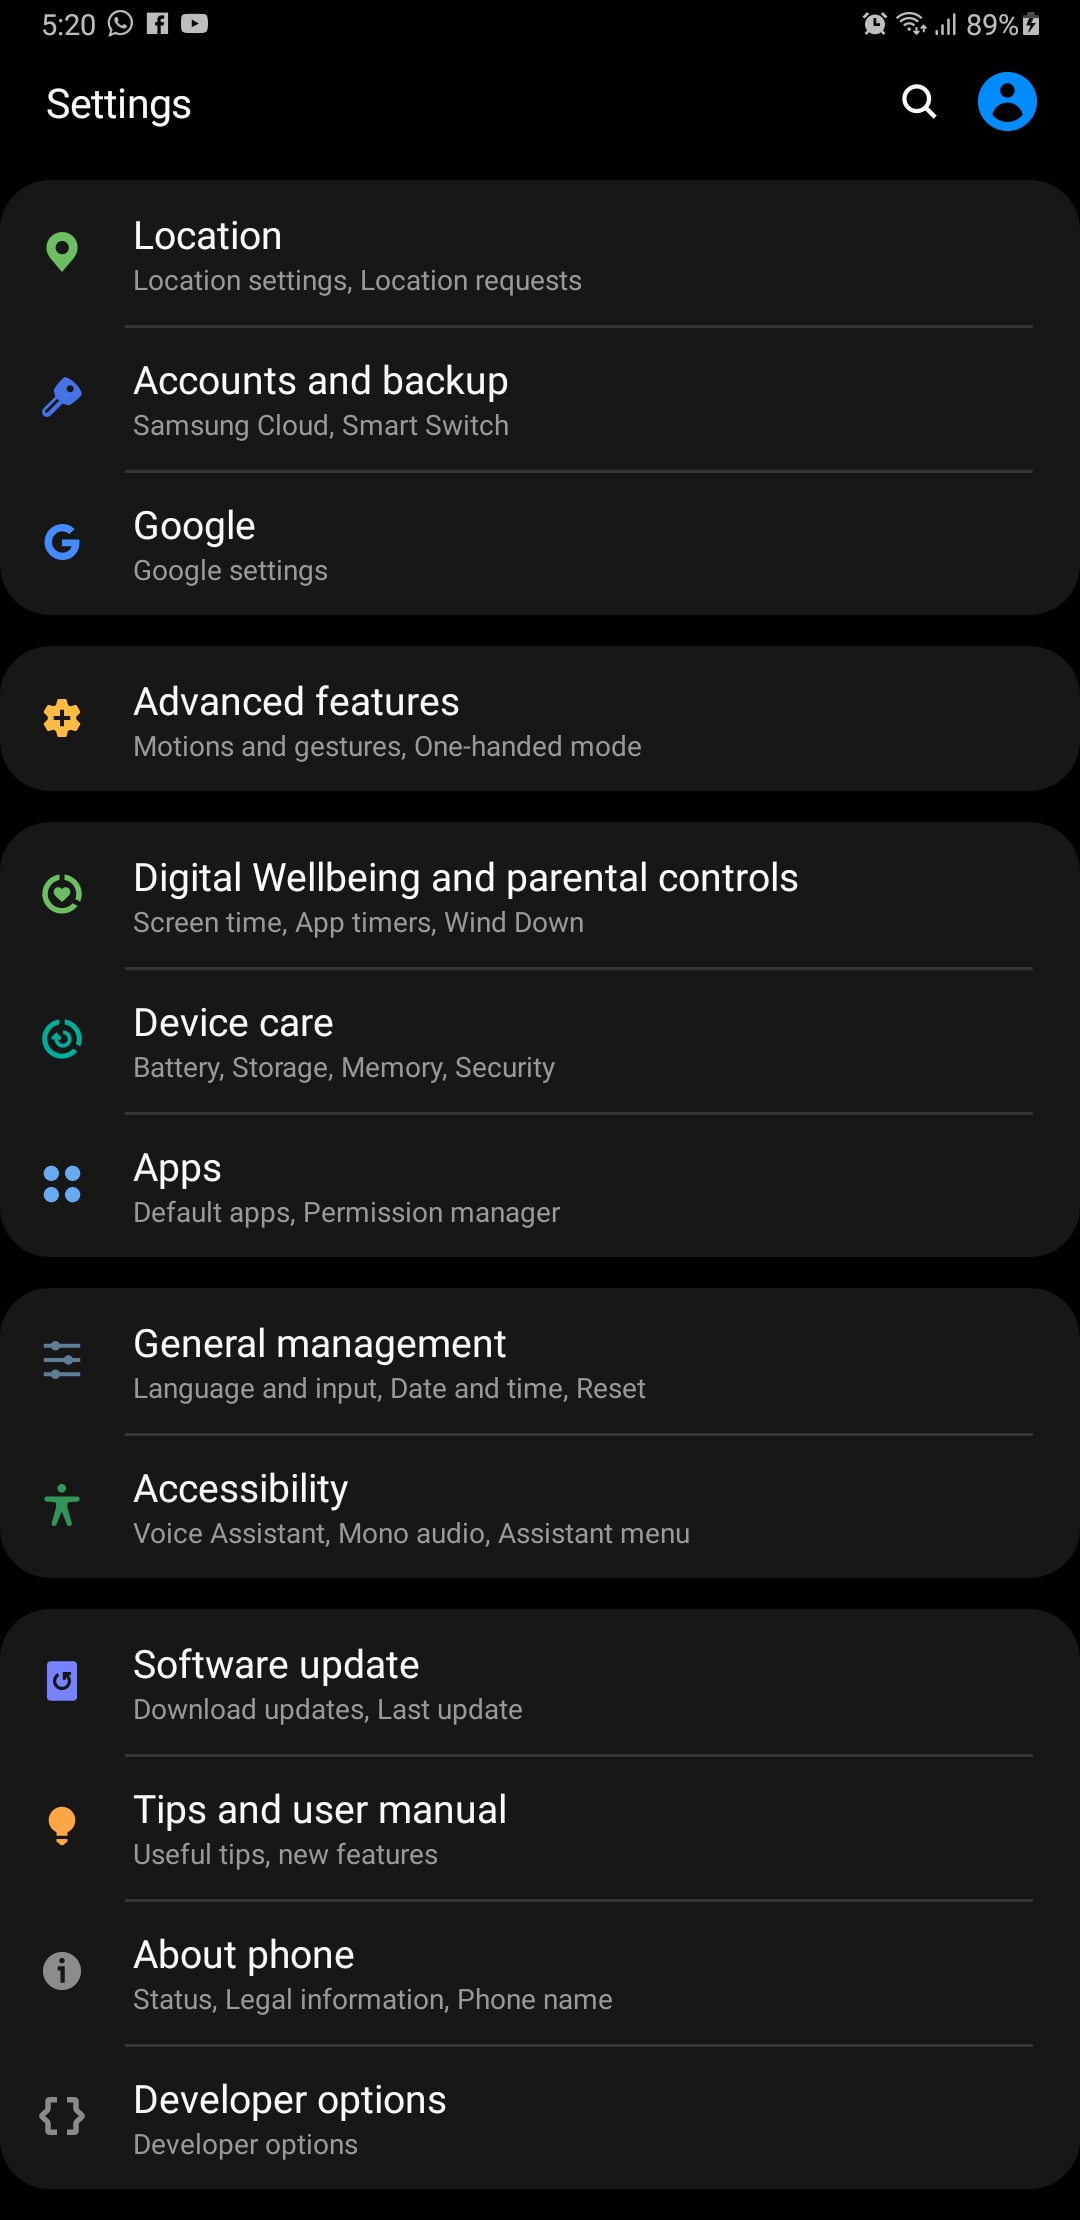 5:20 89%
Settings
Location
Location settings, Location requests
Accounts and backup
Samsung Cloud, Smart Switch
Google
Google settings
Advanced features
Motions and gestures, One-handed mode
Digital Wellbeing and parental controls
Screen time, App timers, Wind Down
Device care
Battery, Storage, Memory, Security
Apps
Default apps, Permission manager
General management
Language and input, Date and time, Reset
Accessibility
Voice Assistant, Mono audio, Assistant menu
Software update
Download updates, Last update
Tips and user manual
Useful tips, new features
About phone
Status, Legal information, Phone name
Developer options
Developer options